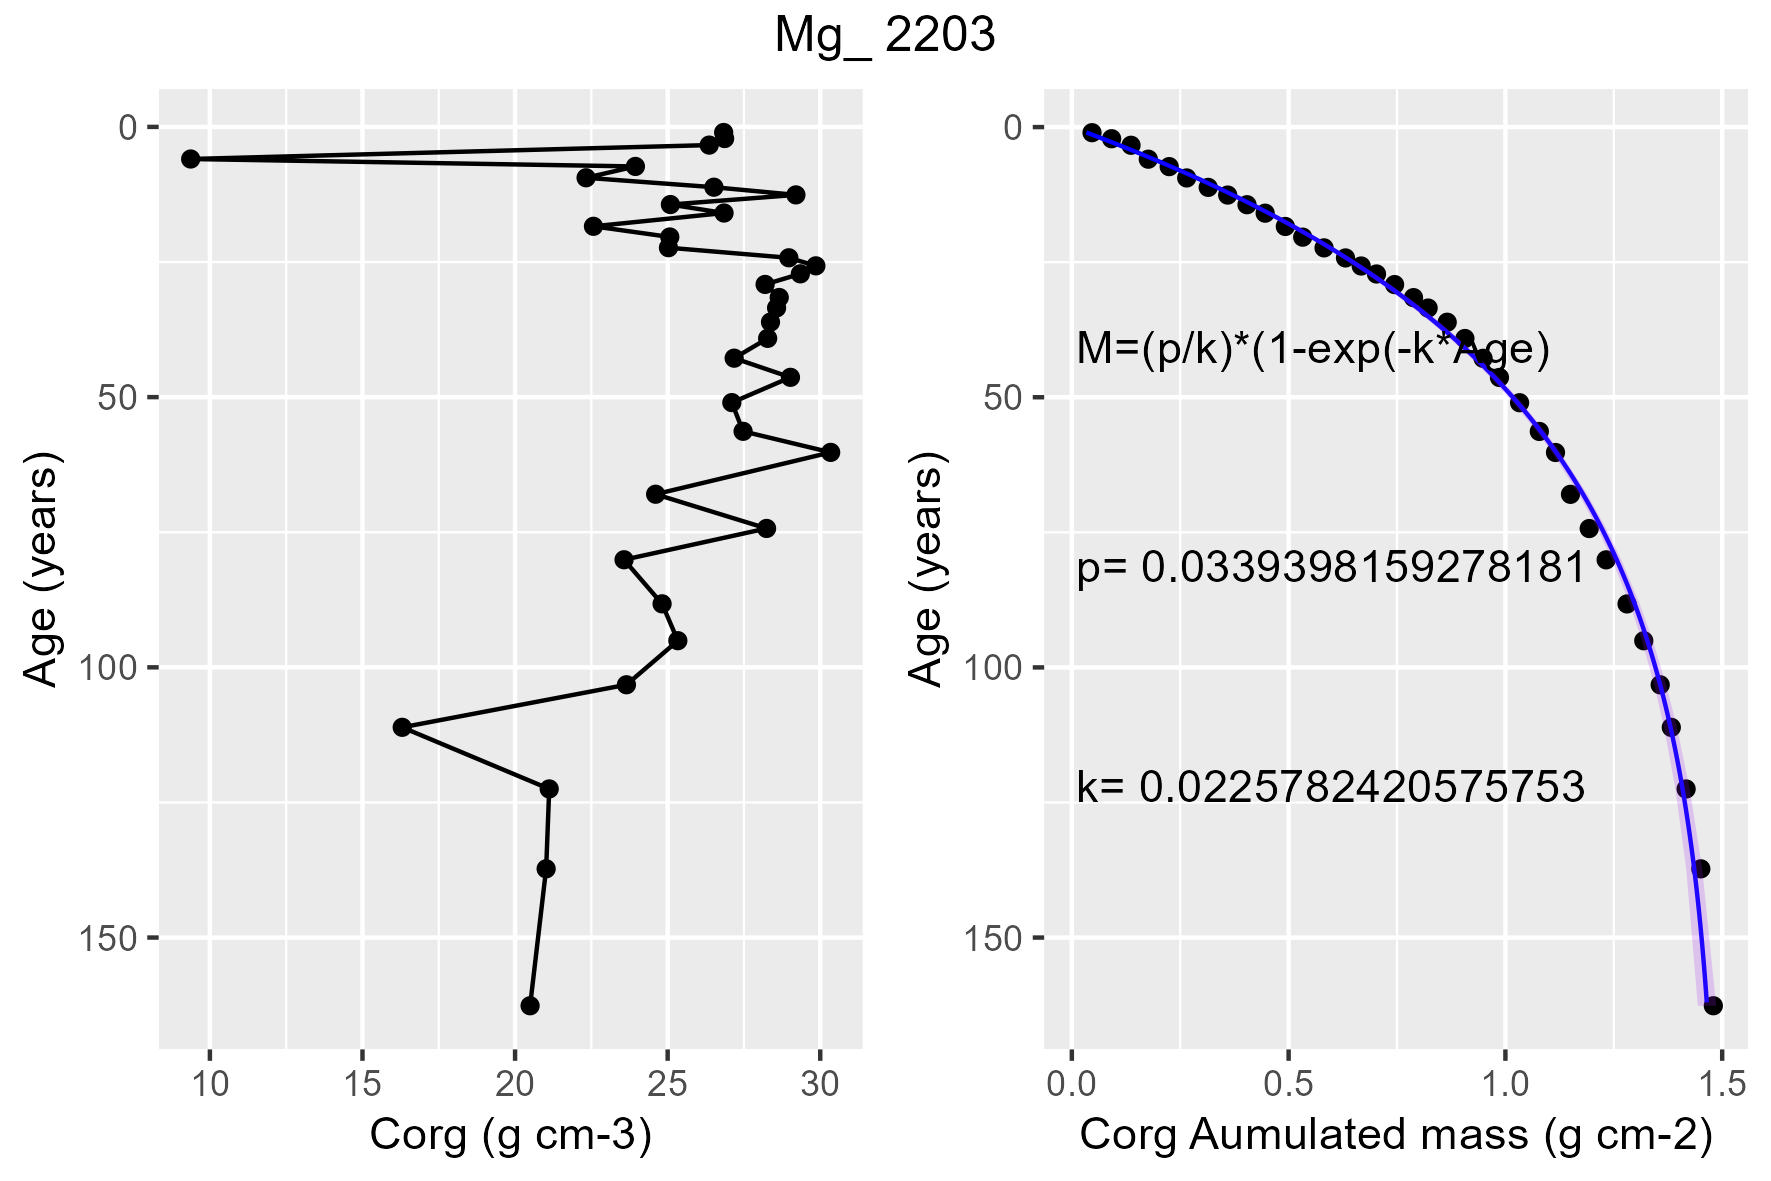 Mg_ 2203
0
50
100
150
Age (years)
10 15 20 25 30
Corg (g cm-3)
0
50
100
150
Age (years)
M=(p/k)*(1-exp(-k*Age)
p= 0.0339398159278181
k= 0.0225782420575753
0.0 0.5 1.0 1.5
Corg Aumulated mass (g cm-2)